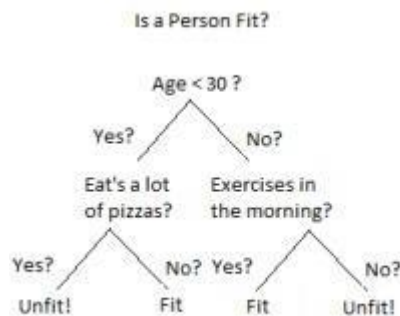 Is a Person Fit?
Age < 30 ?
Yes? No?
Eat's a lot
of pizzas?
Exercises in
the morning?
Yes? No? Yes? No?
Unfit! Fit Fit Unfit!